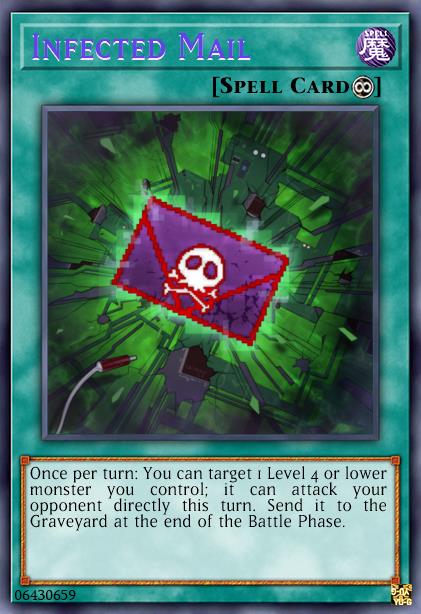 INFECTED MAIL
SPELL
魔
[SPELL CARD]
Once per turn: You can target 1 Level 4 or lower
monster you control; it can attack your
opponent directly this turn. Send it to the
Graveyard at the end of the Battle Phase.
06430659